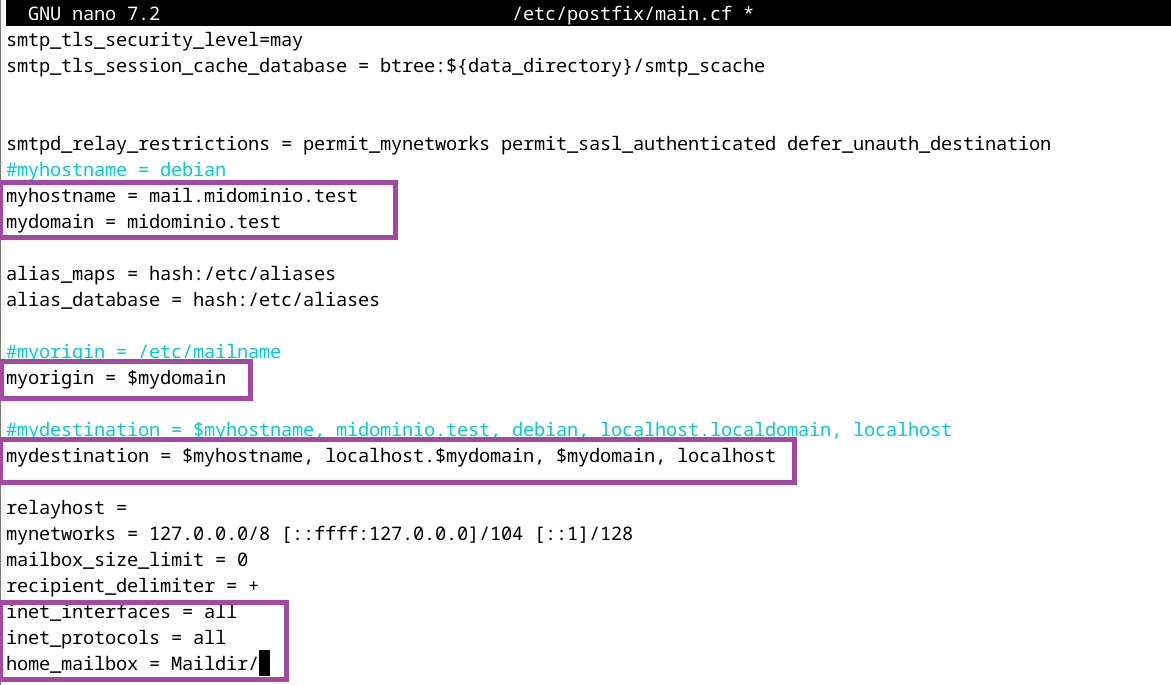 GNU nano 7.2 /etc/postfix/main.cf *
smtp_tls_security_level=may
smtp_tls_session_cache_database = btree:${data_directory}/smtp_scache
smtpd_relay_restrictions = permit_mynetworks permit_sasl_authenticated defer_unauth_destination
#myhostname = debian
myhostname = mail.midominio.test
mydomain = midominio.test
alias_maps = hash:/etc/aliases
alias_database = hash:/etc/aliases
#myorigin = /etc/mailname
myorigin = $mydomain
#mydestination = $myhostname, midominio.test, debian, localhost.localdomain, localhost
mydestination = $myhostname, localhost.$mydomain, $mydomain, localhost
relayhost =
mynetworks = 127.0.0.0/8 [::ffff:127.0.0.0]/104 [::1]/128
mailbox_size_limit = 0
recipient_delimiter = +
inet_interfaces = all
inet_protocols = all
home_mailbox = Maildir/